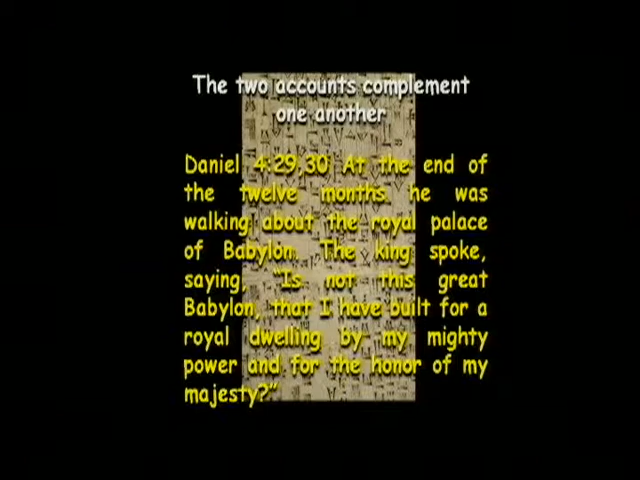 The two accounts complement
one another
Daniel 4:29,30 At the end of
the twelve months he was
walking about the royal palace
of Babylon. The king spoke,
saying, "Is not this great
Babylon, that I have built for a
royal dwelling by my mighty
power and for the honor of my
majesty?"